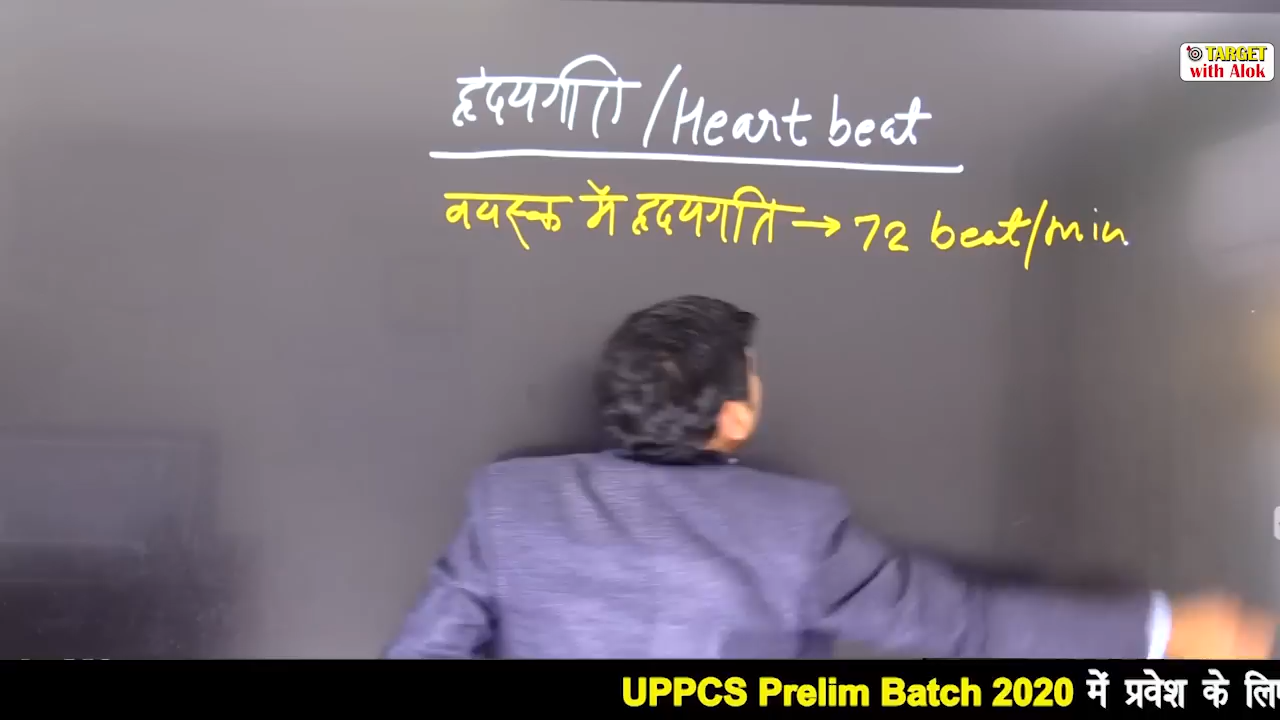 TARGET
with Alok
हृदयगति / Heart beat
वयस्क में हृदयगति → 72 beat/min
UPPCS Prelim Batch 2020 में प्रवेश के